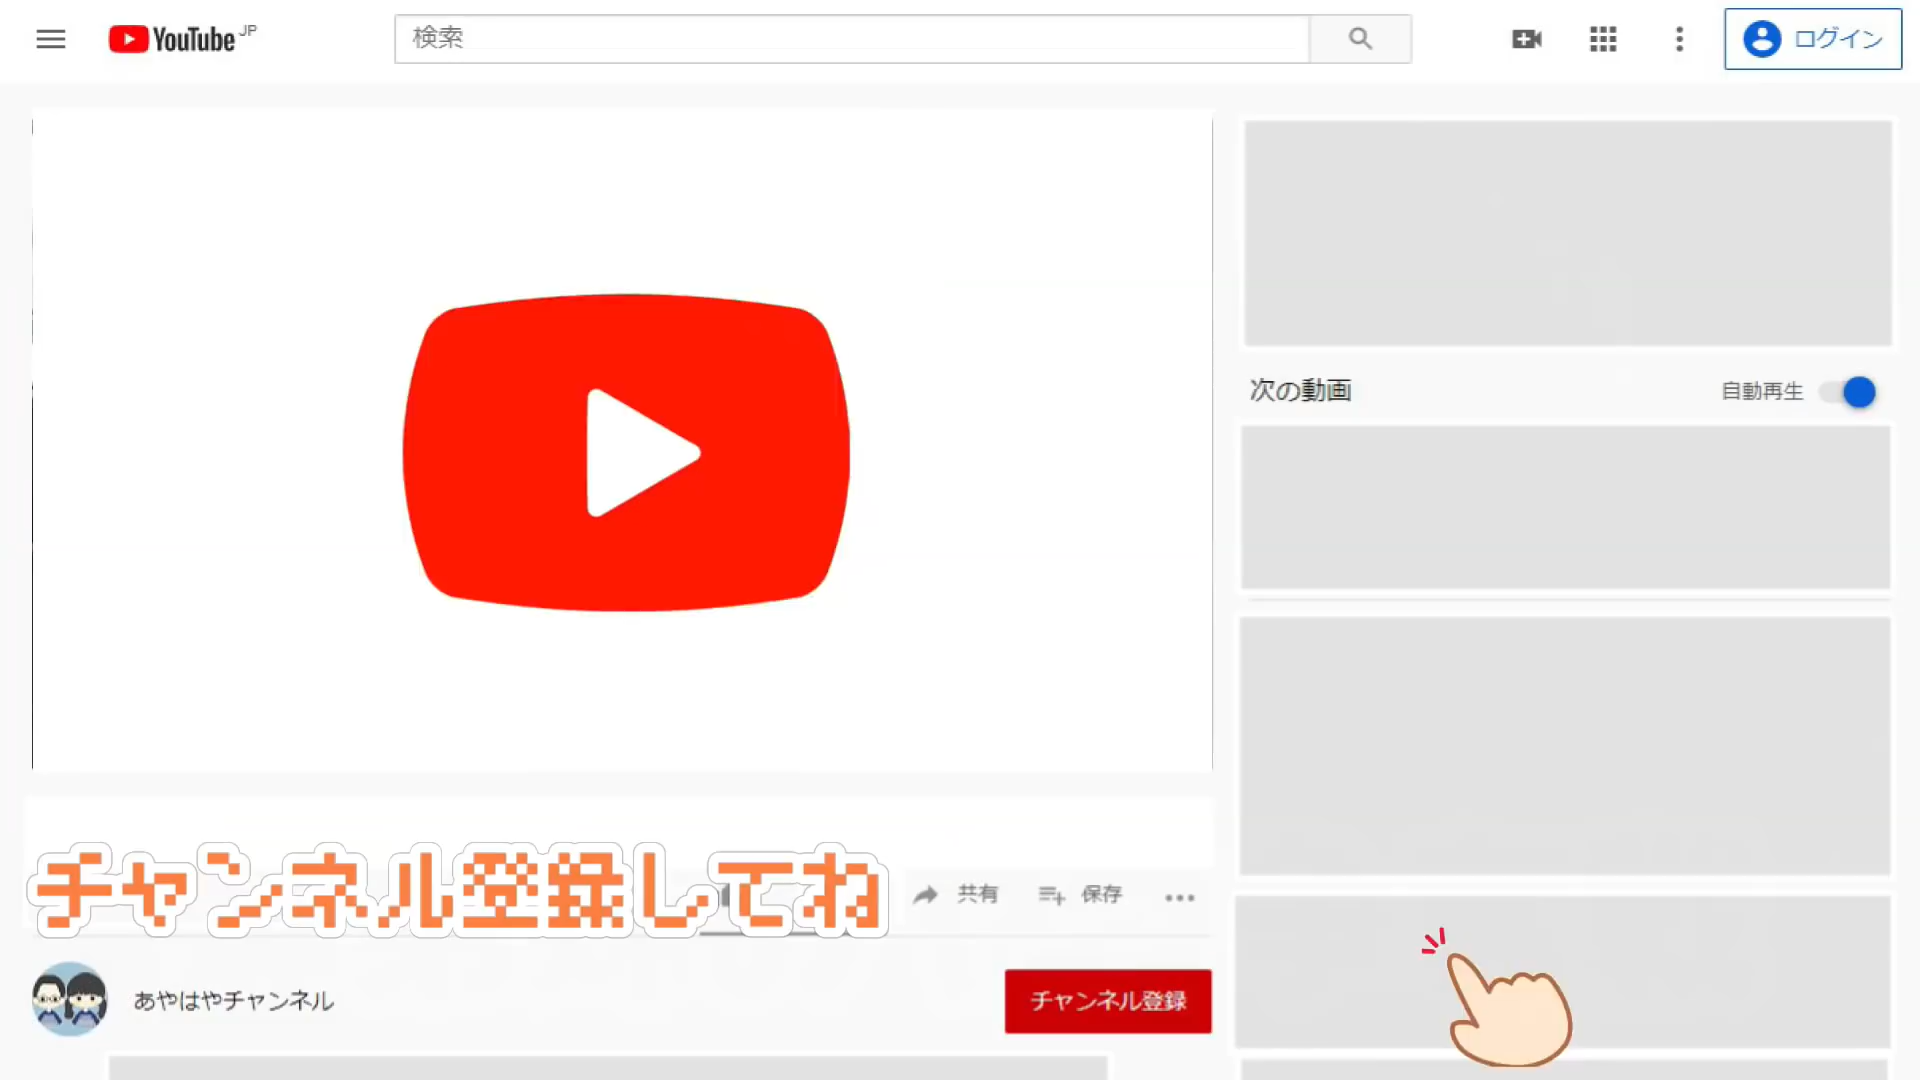 YouTube JP
検索
ログイン
次の動画
自動再生
チャンネル登録してね
共有
保存
あやはやチャンネル
チャンネル登録